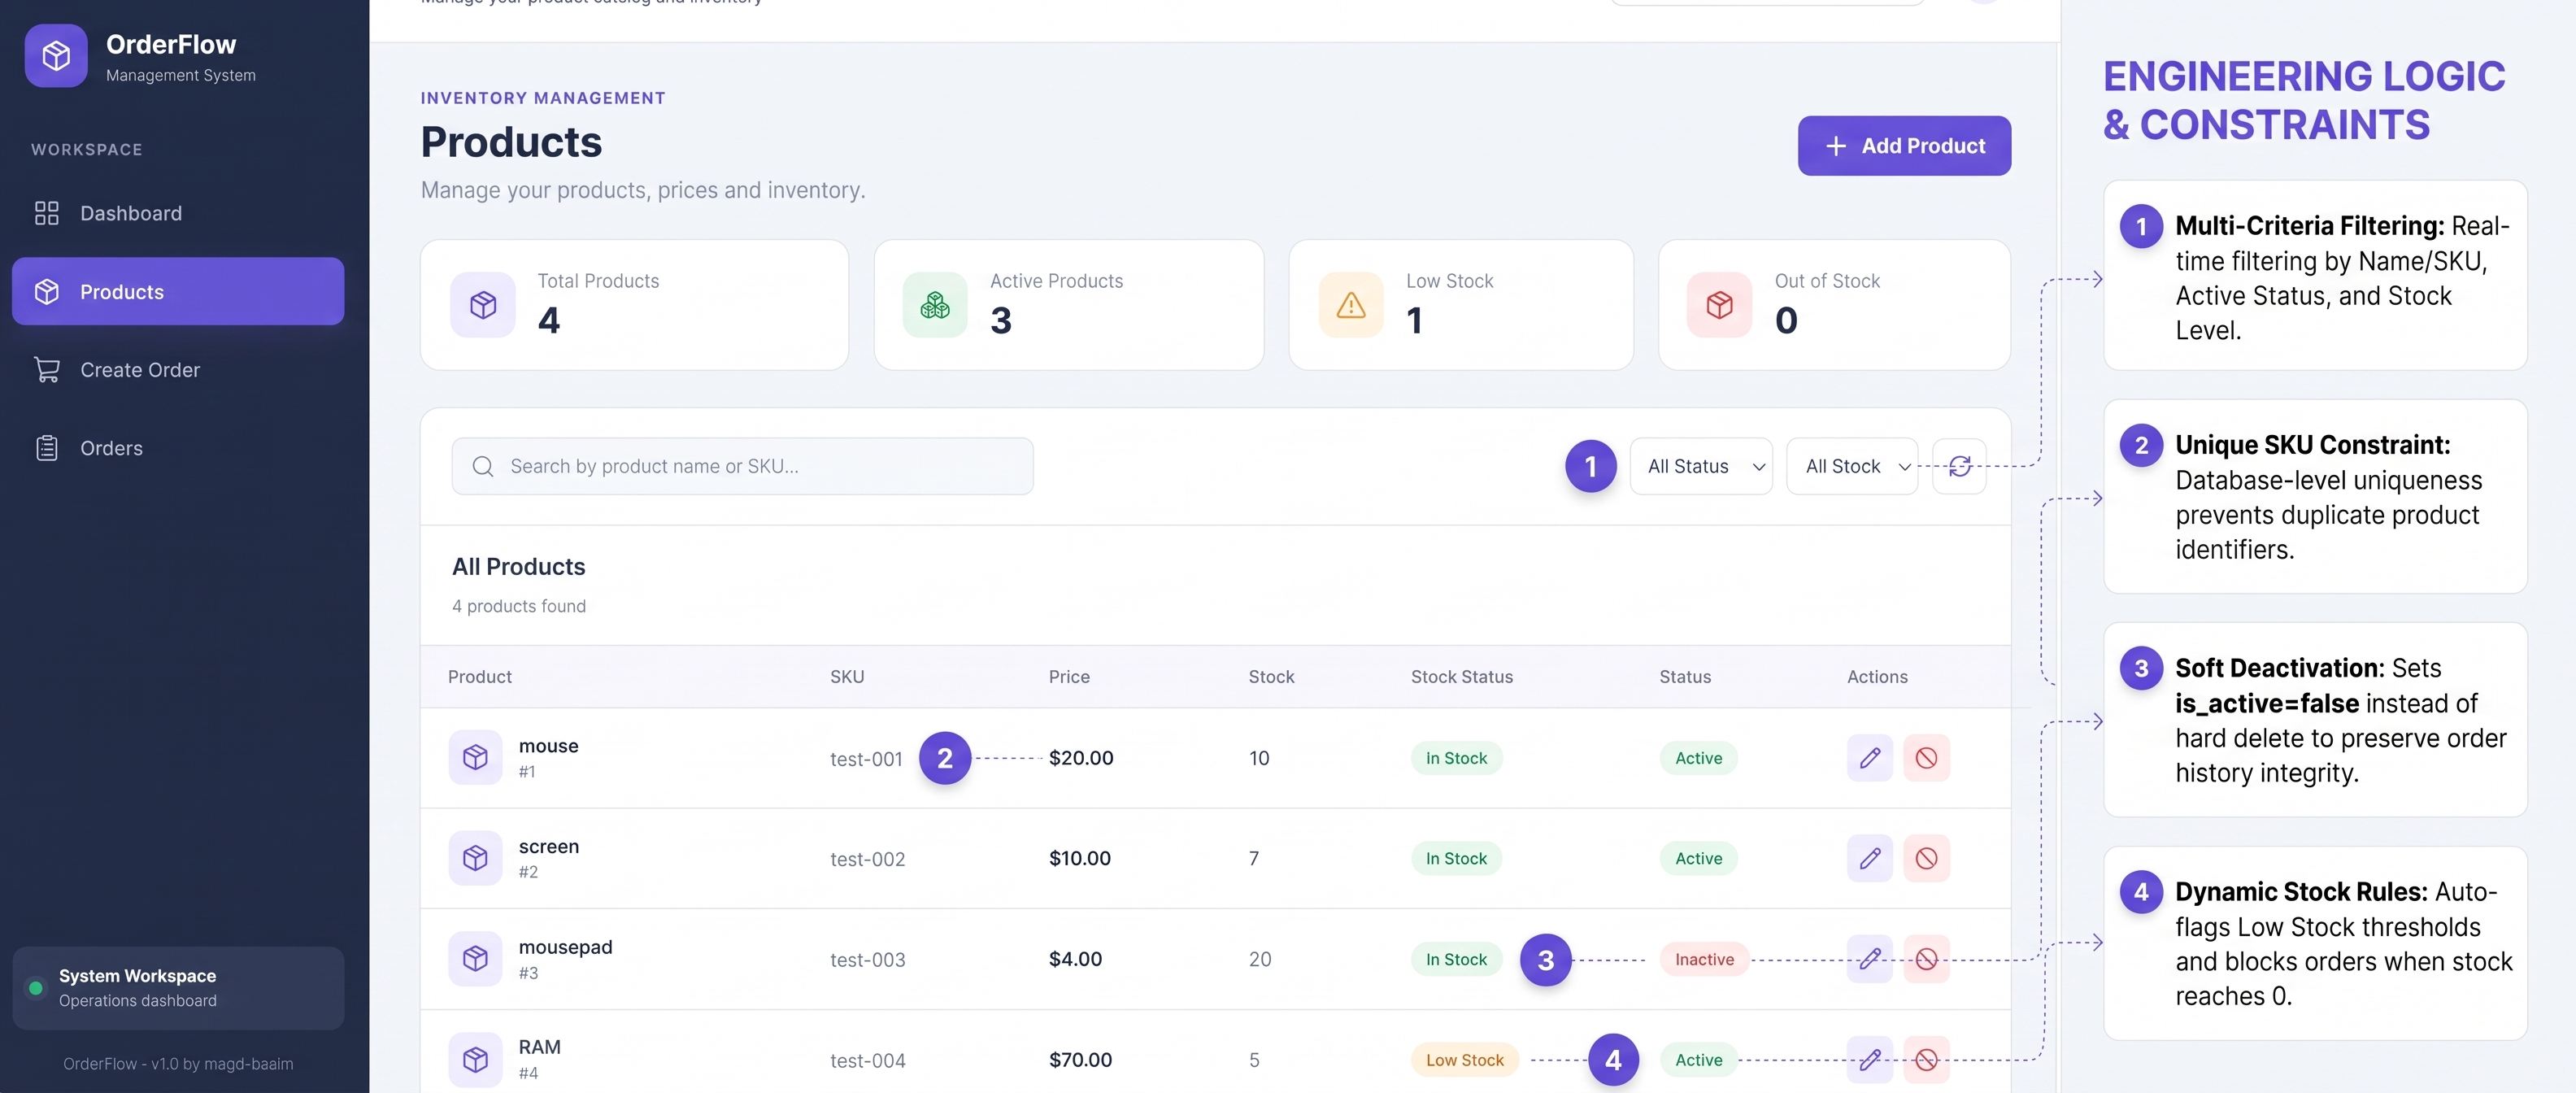 Manage your product catalog and inventory
OrderFlow
Management System
WORKSPACE
Dashboard
Products
Create Order
Orders
System Workspace
Operations dashboard
OrderFlow - v1.0 by magd-baaim
INVENTORY MANAGEMENT
Products
Manage your products, prices and inventory.
Add Product
Total Products
4
Active Products
3
Low Stock
1
Out of Stock
0
Search by product name or SKU...
1
All Status
All Stock
All Products
4 products found
Product SKU Price Stock Stock Status Status Actions
mouse
#1
test-001 2 $20.00 10 In Stock Active
screen
#2
test-002 $10.00 7 In Stock Active
mousepad
#3
test-003 $4.00 20 In Stock 3 Inactive
RAM
#4
test-004 $70.00 5 Low Stock 4 Active
ENGINEERING LOGIC
& CONSTRAINTS
1 Multi-Criteria Filtering: Real-
time filtering by Name/SKU,
Active Status, and Stock
Level.
2 Unique SKU Constraint:
Database-level uniqueness
prevents duplicate product
identifiers.
3 Soft Deactivation: Sets
is_active=false instead of
hard delete to preserve order
history integrity.
4 Dynamic Stock Rules: Auto-
flags Low Stock thresholds
and blocks orders when stock
reaches 0.